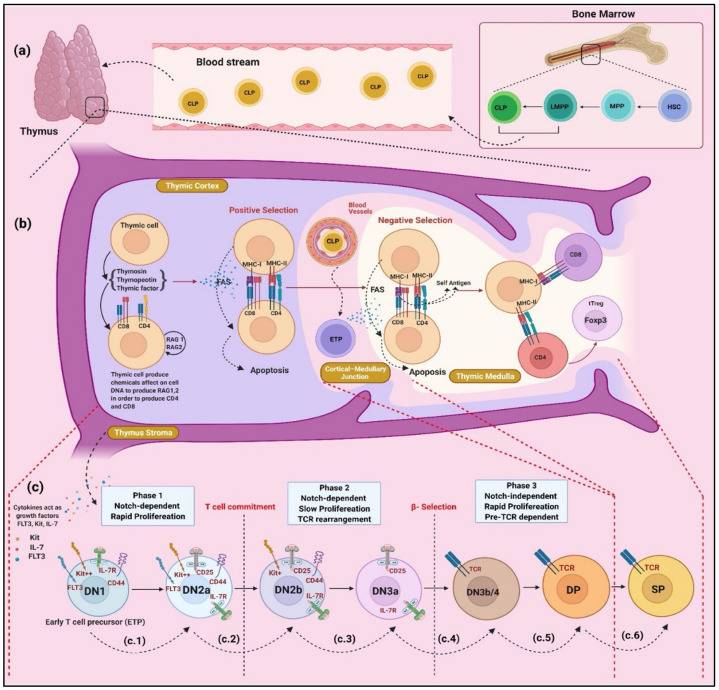 (a)
Thymus
Blood stream
CLP
CLP
CLP
CLP
CLP
Bone Marrow
CLP
LMPP
MPP
HSC
Thymic Cortex
(b)
Thymic cell
Thymosin
Thymopoetin
Thymic factor
CD8
CD4
RAG 1
RAG2
Thymic cell produce
chemicals affect on cell
DNA to produce RAG1,2
in order to produce CD4
and CD8
Positive Selection
MHC-I
MHC-II
FAS
CD8
CD4
Apoptosis
Blood
Vessels
CLP
ETP
Cortical-Medullary
Junction
Negative Selection
MHC-I
MHC-II
FAS
Self Antigen
CD8
CD4
Apoposis
Thymic Medulla
MHC-I
MHC-II
CD8
CD4
tTreg
Foxp3
Thymus Stroma
(c)
Cytokines act as
growth factors
FLT3, Kit, IL-7
Kit
IL-7
FLT3
Phase 1
Notch-dependent
Rapid Prolifereation
T cell commitment
Phase 2
Notch-dependent
Slow Prolifereation
TCR rearrangement
β- Selection
Phase 3
Notch-independent
Rapid Prolifereation
Pre-TCR dependent
Kit++
IL-7R
CD44
FLT3
DN1
Early T cell precursor (ETP)
CD25
Kit++
CD44
FLT3
DN2a
IL-7R
Kit+
CD25
CD44
DN2b
IL-7R
CD25
DN3a
IL-7R
TCR
DN3b/4
TCR
DP
TCR
SP
(c.1)
(c.2)
(c.3)
(c.4)
(c.5)
(c.6)